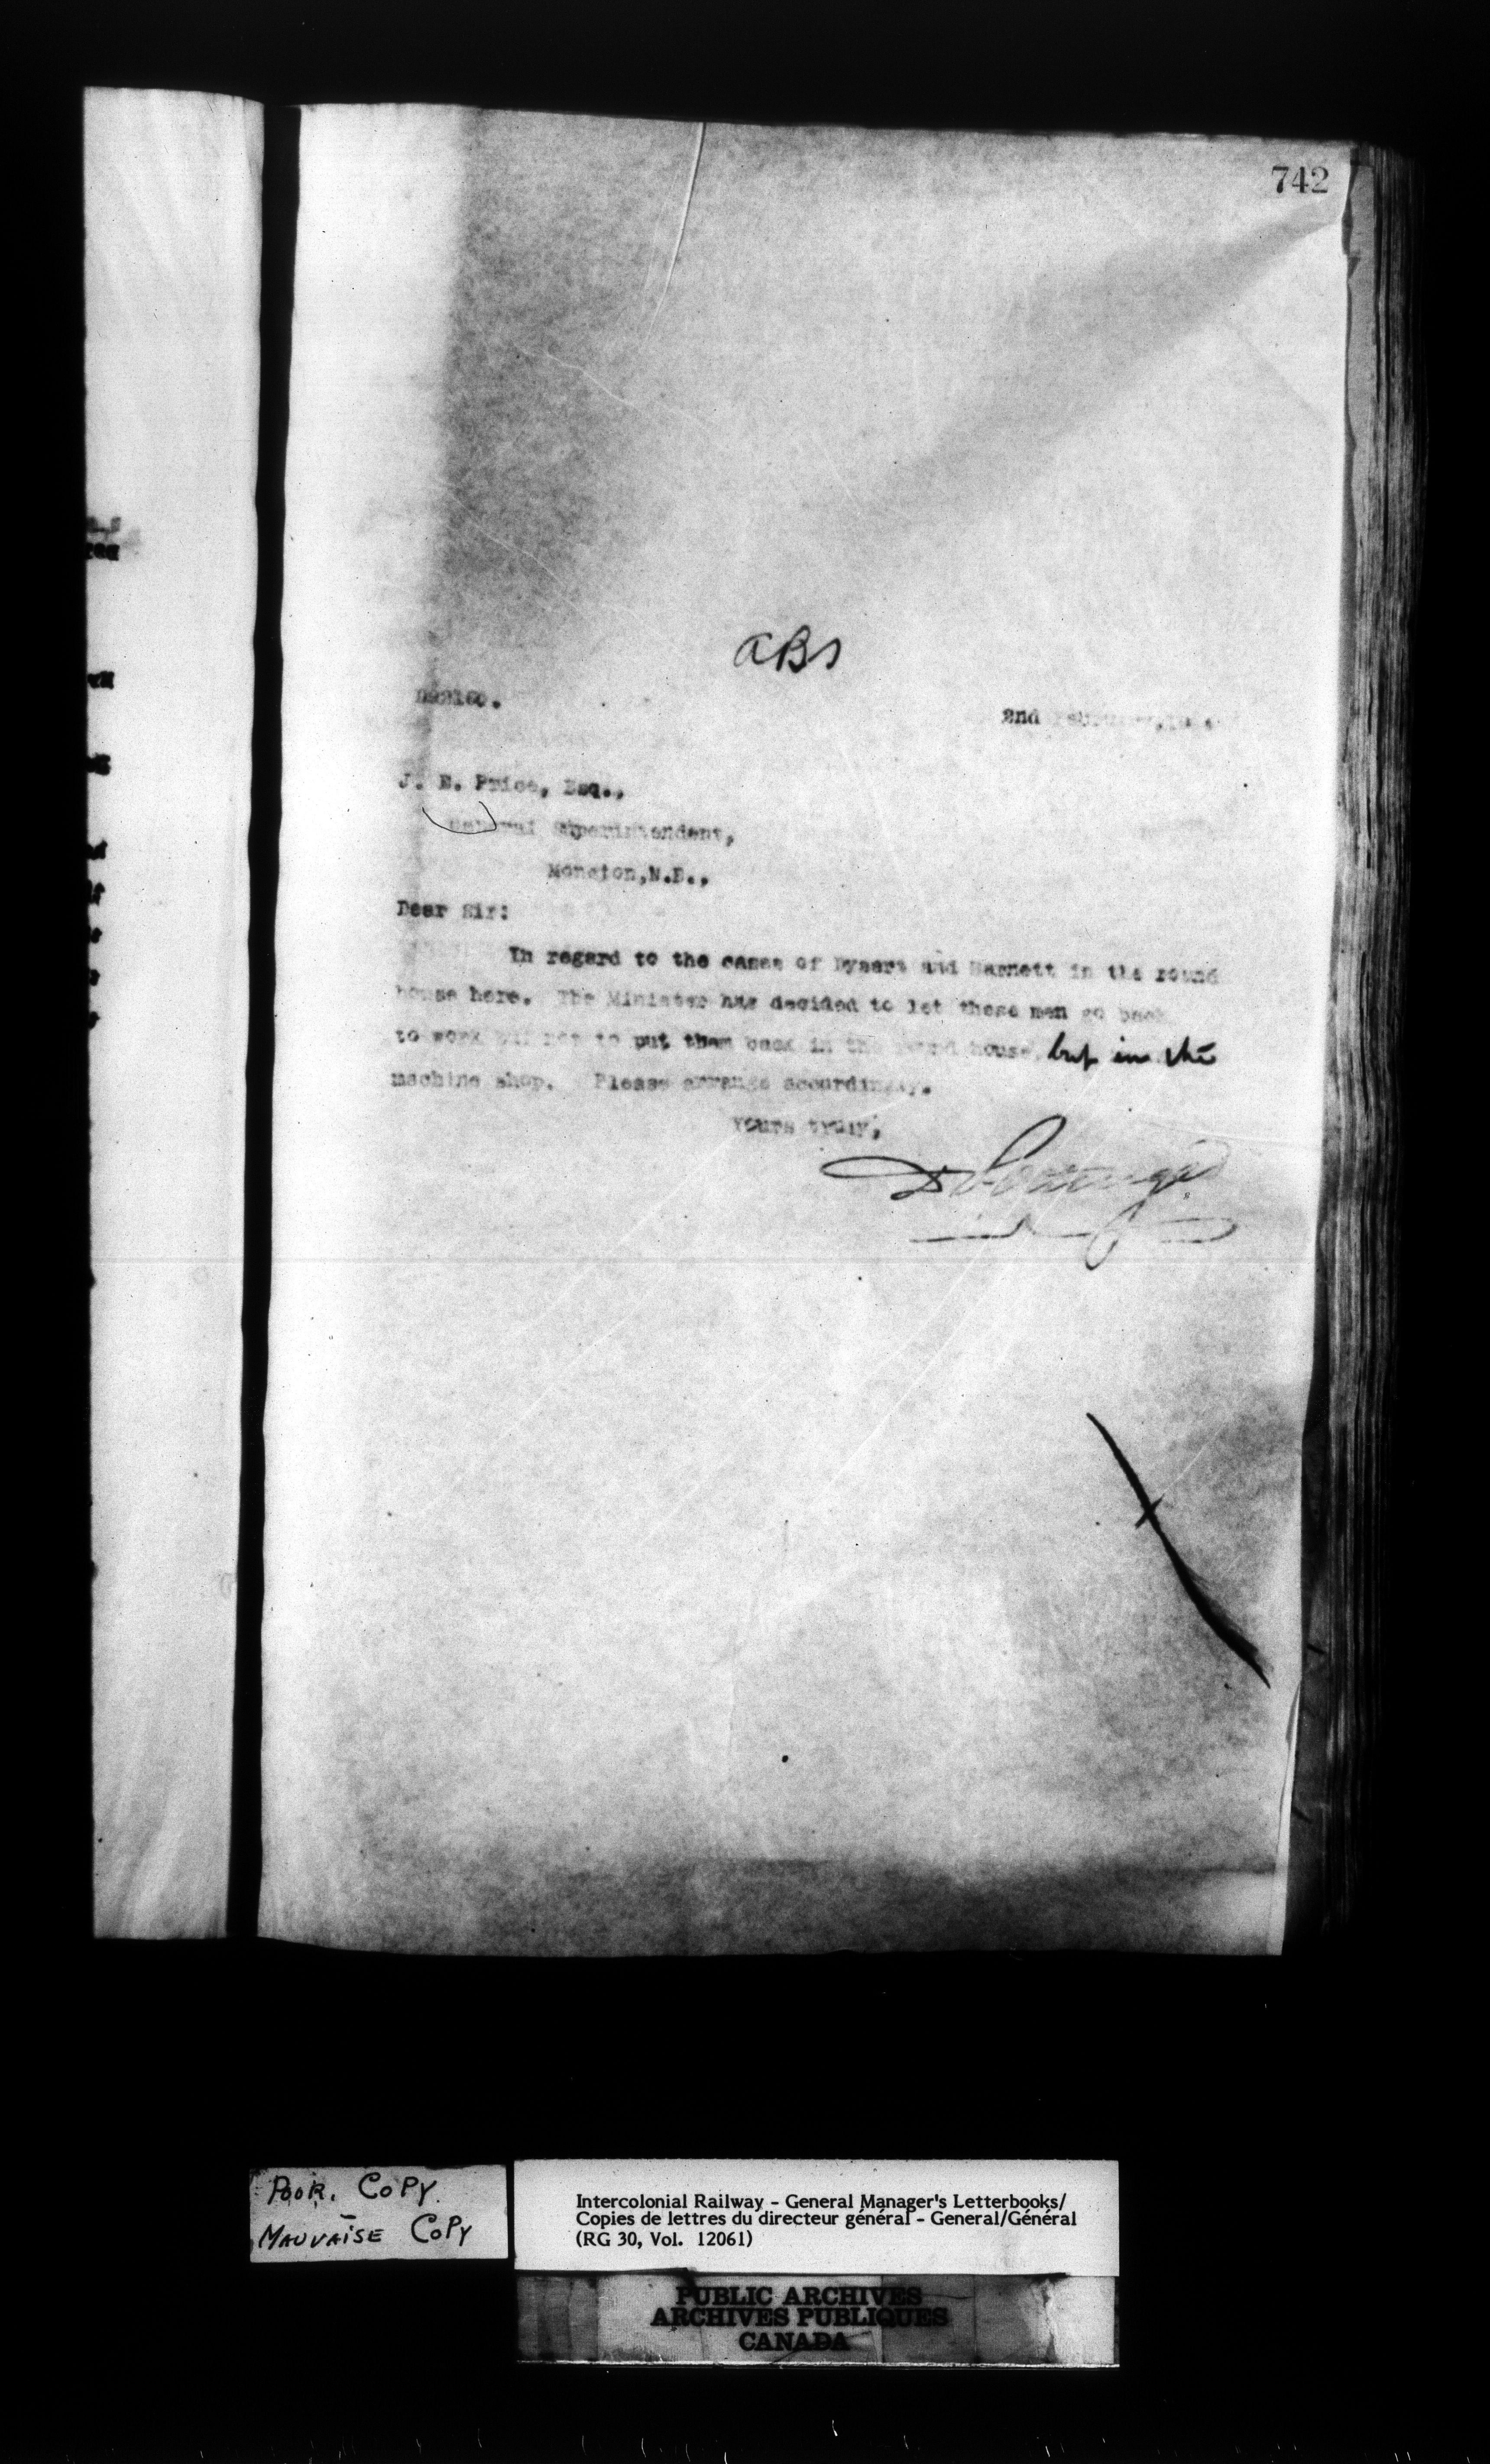 742
2nd
J. E. Price, Esq.,
General Superintendent,
Moncton, N.B.,
Dear Sir:
In regard to the cases of Dysart and Harnett in the round
house here. The Minister has decided to let these men go back
to work but not to put them back in the round house but in the
machine shop. Please arrange accordingly.
Yours truly,
POOR. COPY.
MAUVAISE COPY
Intercolonial Railway - General Manager's Letterbooks/
Copies de lettres du directeur général - General/Général
(RG 30, Vol. 12061)
PUBLIC ARCHIVES
ARCHIVES PUBLIQUES
CANADA